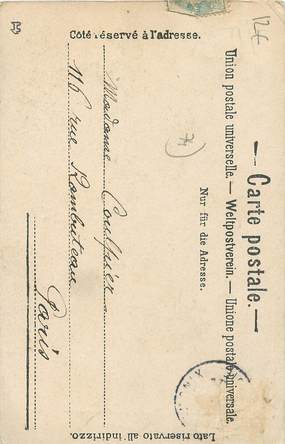 — Carte postale. —
Union postale universelle. — Weltpostverein. — Unione postale universale.
Nur für die Adresse.
Côté réservé à l'adresse.
Lato riservato all'indirizzo.
Madame
116 rue Rambuteau
Paris
12€